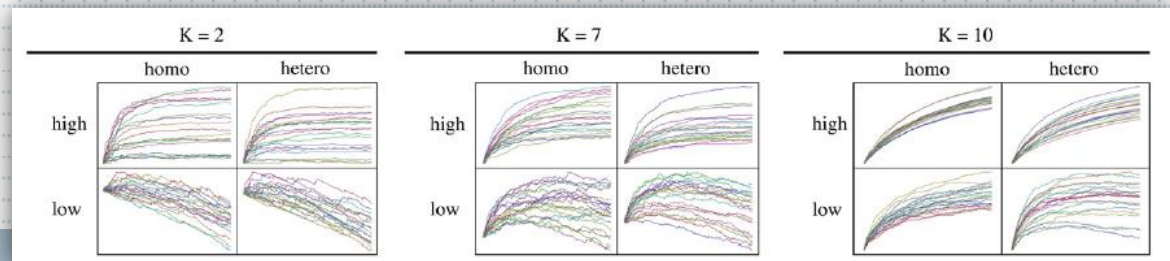 K = 2
homo hetero
high
low
K = 7
homo hetero
high
low
K = 10
homo hetero
high
low